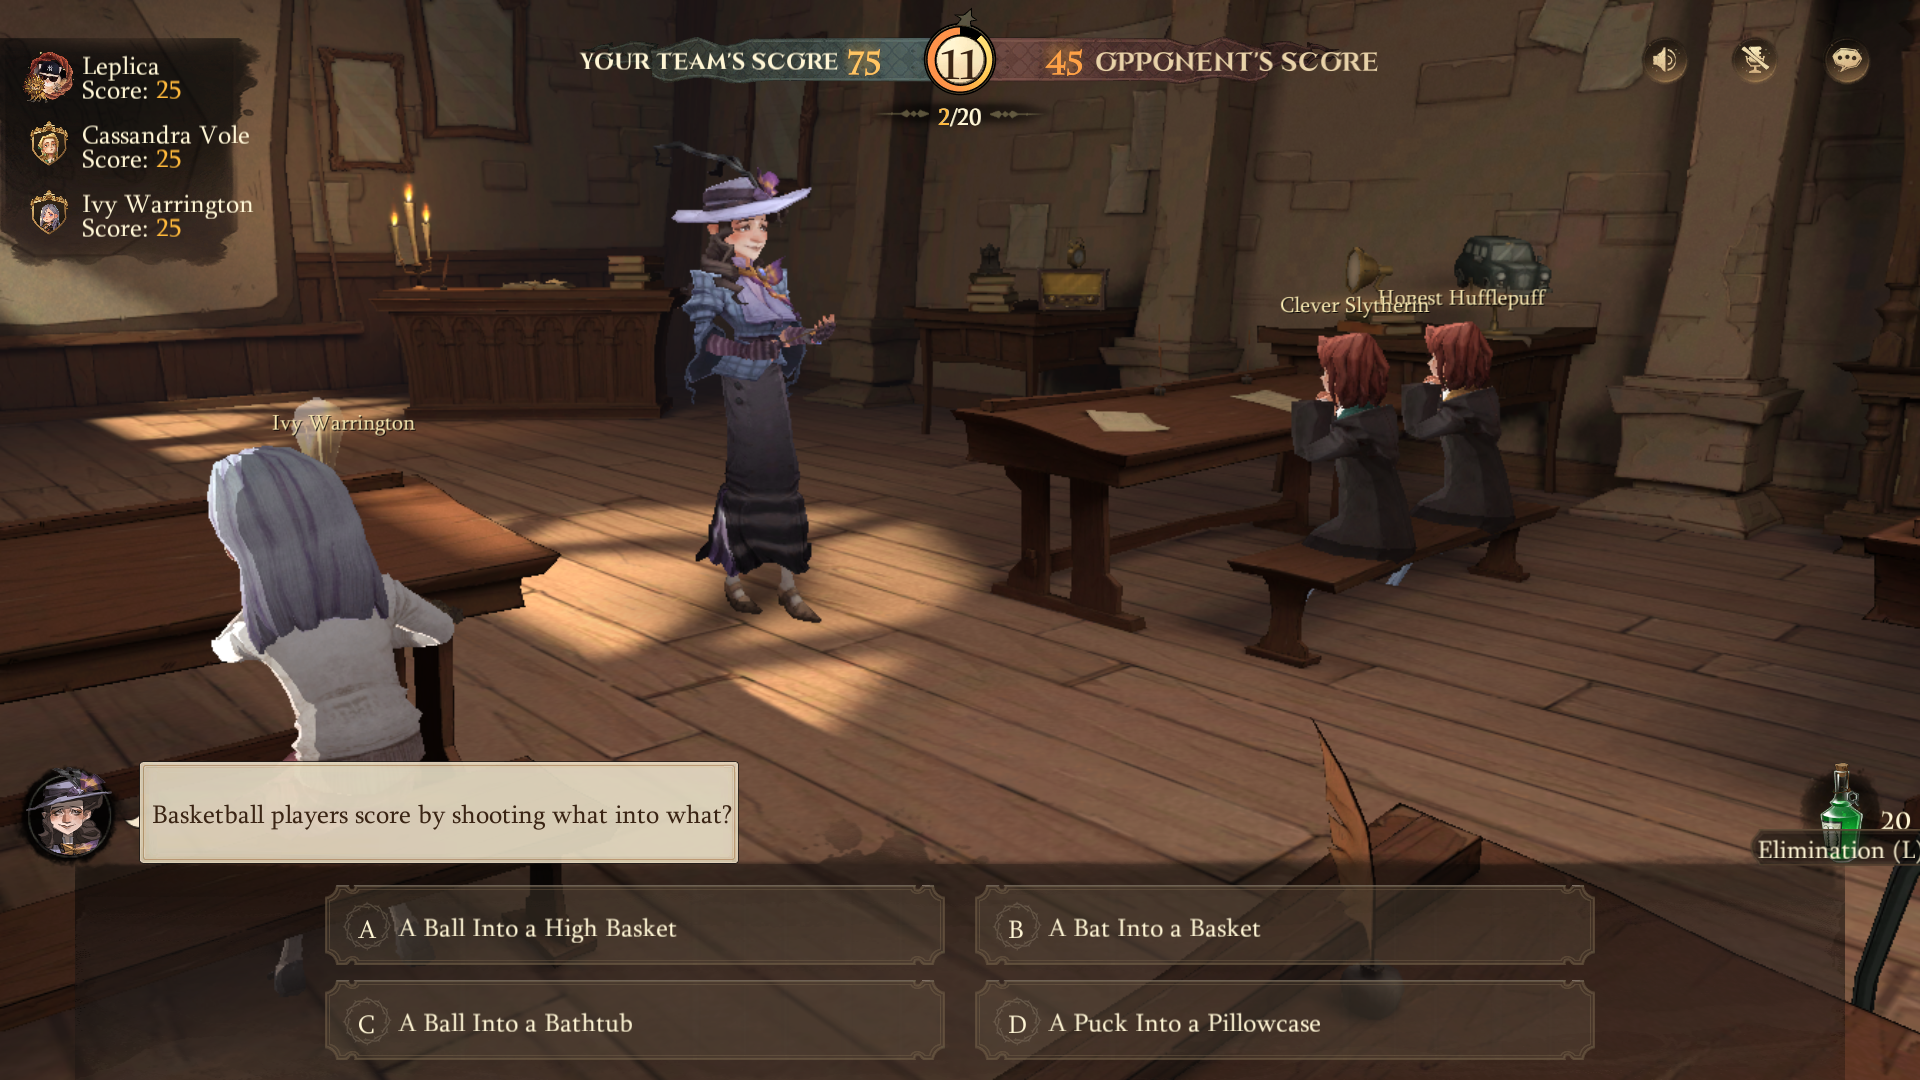 Leplica
Score: 25
Cassandra Vole
Score: 25
Ivy Warrington
Score: 25
YOUR TEAM'S SCORE 75
11
45 OPPONENT'S SCORE
2/20
Clever Slytherin
Honest Hufflepuff
Ivy Warrington
Basketball players score by shooting what into what?
20
Elimination (L)
A A Ball Into a High Basket
B A Bat Into a Basket
C A Ball Into a Bathtub
D A Puck Into a Pillowcase